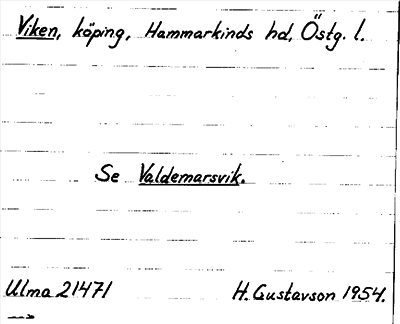 Viken, köping, Hammarkinds hd, Östg. l.
Se Valdemarsvik.
Ulma 21471 H. Gustavson 1954.